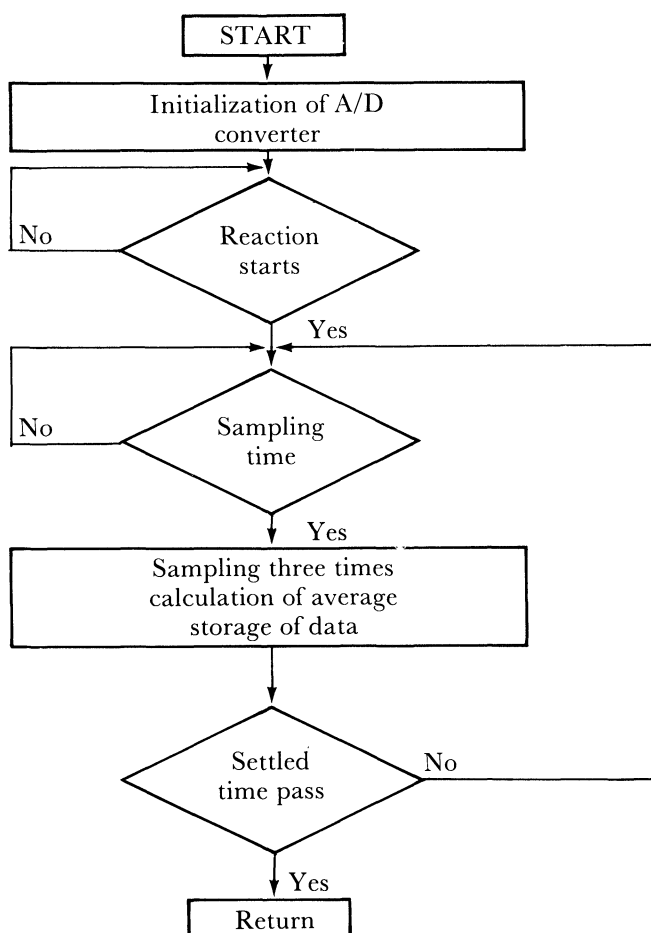 START
Initialization of A/D
converter
No
Reaction
starts
Yes
No
Sampling
time
Yes
Sampling three times
calculation of average
storage of data
Settled
time pass
No
Yes
Return